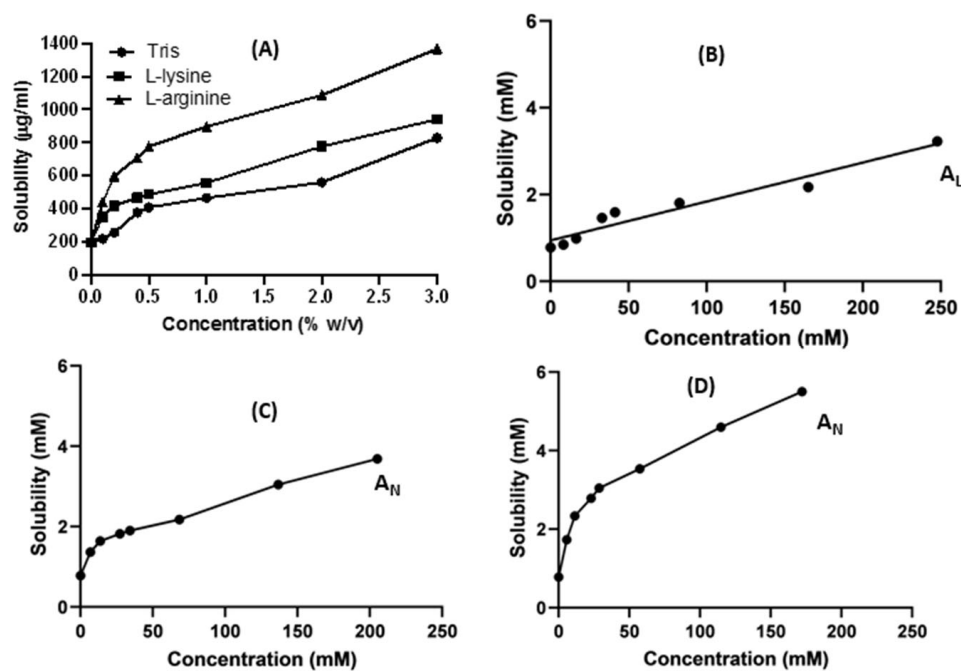 (A)
Tris
L-lysine
L-arginine
Solubility (µg/ml)
1400
1200
1000
800
600
400
200
0
0.0 0.5 1.0 1.5 2.0 2.5 3.0
Concentration (% w/v)
(B)
Solubility (mM)
6
4
2
0
A_L
0 50 100 150 200 250
Concentration (mM)
(C)
Solubility (mM)
6
4
2
0
A_N
0 50 100 150 200 250
Concentration (mM)
(D)
Solubility (mM)
6
4
2
0
A_N
0 50 100 150 200 250
Concentration (mM)